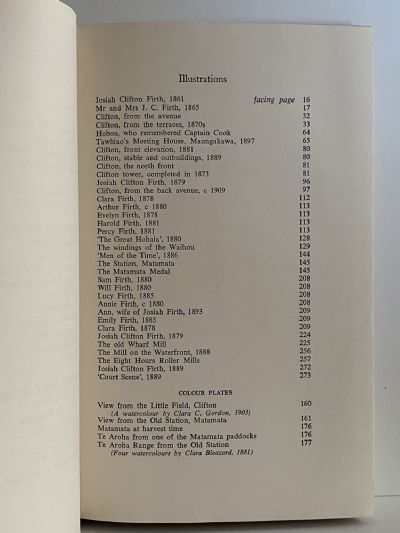 Illustrations
Josiah Clifton Firth, 1861 facing page 16
Mr and Mrs J. C. Firth, 1865 17
Clifton, from the avenue 32
Clifton, from the terraces, 1870s 33
Hohua, who remembered Captain Cook 64
Tawhiao's Meeting House, Maungakawa, 1897 65
Clifton, front elevation, 1881 80
Clifton, stable and outbuildings, 1889 80
Clifton, the north front 81
Clifton tower, completed in 1873 81
Josiah Clifton Firth, 1879 96
Clifton, from the back avenue, c 1909 97
Clara Firth, 1878 112
Arthur Firth, c 1880 113
Evelyn Firth, 1878 113
Harold Firth, 1881 113
Percy Firth, 1881 113
'The Great Hohaia', 1880 128
The windings of the Waihou 129
'Men of the Time', 1886 144
The Station, Matamata 145
The Matamata Medal 145
Sam Firth, 1880 208
Will Firth, 1880 208
Lucy Firth, 1885 208
Annie Firth, c 1880 208
Ann, wife of Josiah Firth, 1893 209
Emily Firth, 1885 209
Clara Firth, 1878 209
Josiah Clifton Firth, 1879 224
The old Wharf Mill 225
The Mill on the Waterfront, 1888 256
The Eight Hours Roller Mills 257
Josiah Clifton Firth, 1889 272
'Court Scene', 1889 273
COLOUR PLATES
View from the Little Field, Clifton 160
(A watercolour by Clara C. Gordon, 1903)
View from the Old Station, Matamata 161
Matamata at harvest time 176
Te Aroha from one of the Matamata paddocks 176
Te Aroha Range from the Old Station 177
(Four watercolours by Clara Bleazard, 1881)